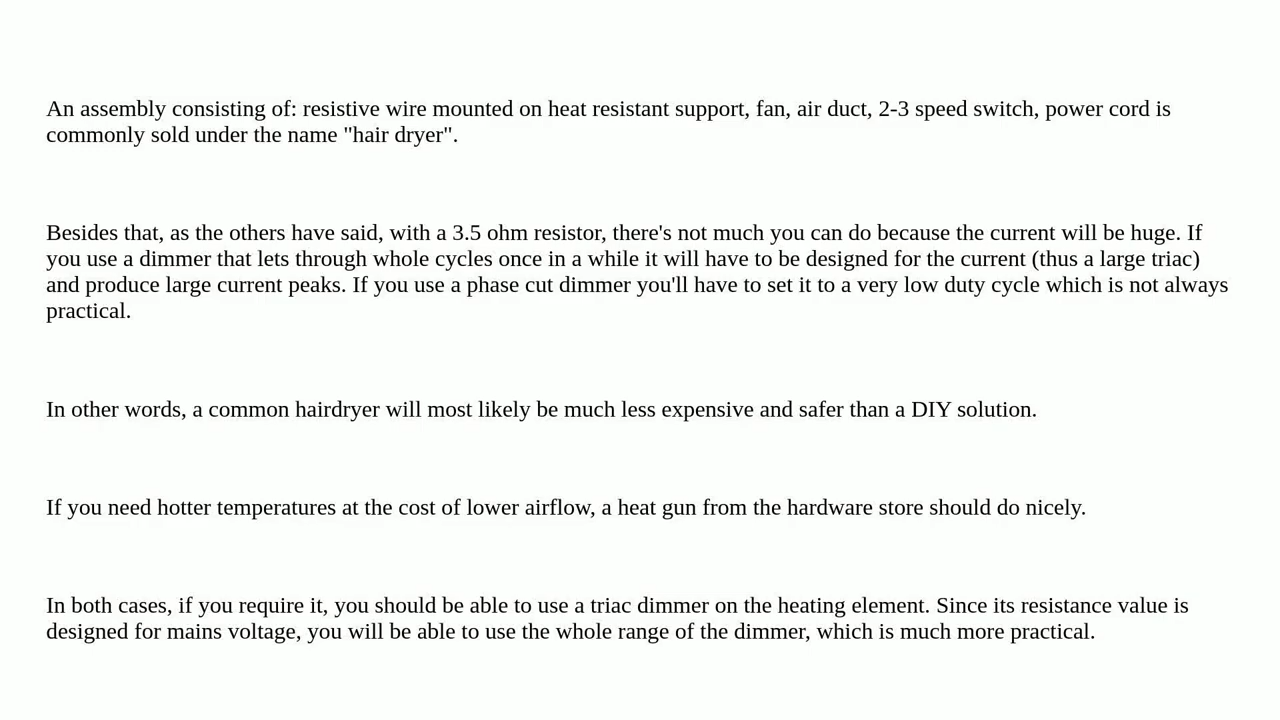 An assembly consisting of: resistive wire mounted on heat resistant support, fan, air duct, 2-3 speed switch, power cord is
commonly sold under the name "hair dryer".
Besides that, as the others have said, with a 3.5 ohm resistor, there's not much you can do because the current will be huge. If
you use a dimmer that lets through whole cycles once in a while it will have to be designed for the current (thus a large triac)
and produce large current peaks. If you use a phase cut dimmer you'll have to set it to a very low duty cycle which is not always
practical.
In other words, a common hairdryer will most likely be much less expensive and safer than a DIY solution.
If you need hotter temperatures at the cost of lower airflow, a heat gun from the hardware store should do nicely.
In both cases, if you require it, you should be able to use a triac dimmer on the heating element. Since its resistance value is
designed for mains voltage, you will be able to use the whole range of the dimmer, which is much more practical.